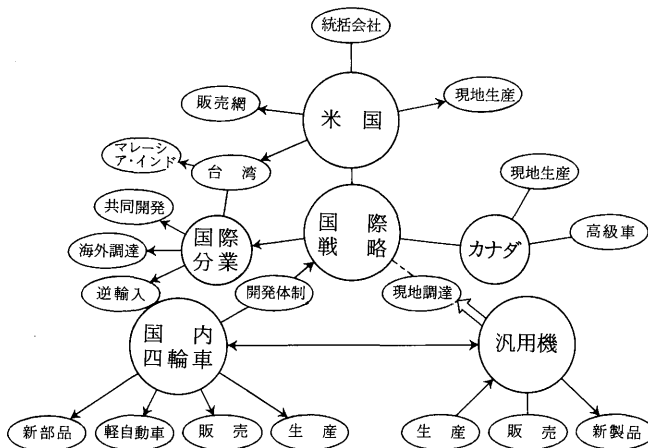 統括会社
販売網
米国
現地生産
マレーシ
ア・インド
台湾
現地生産
共同開発
国際
分業
国際
戦略
カナダ
高級車
海外調達
逆輸入
開発体制
現地調達
国内
四輪車
汎用機
新部品
軽自動車
販売
生産
生産
販売
新製品